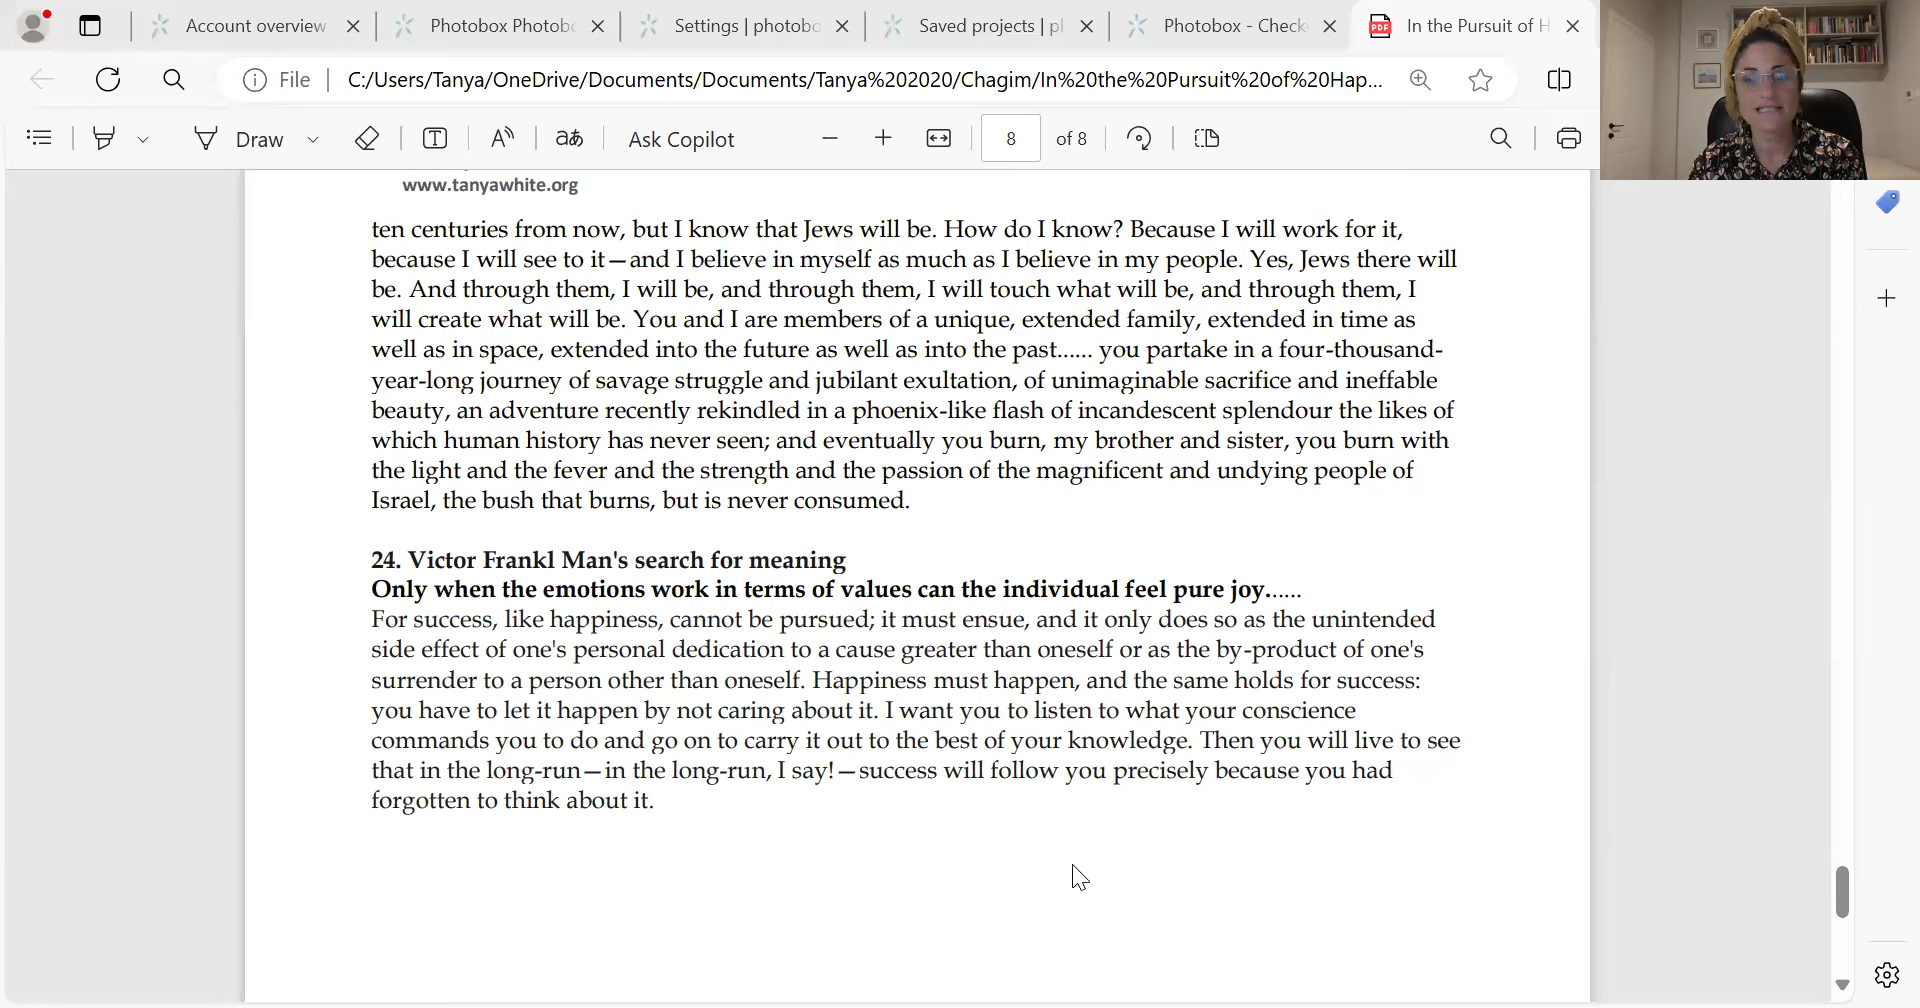 Account overview
Photobox Photobo
Settings | photobo
Saved projects | pl
Photobox - Checko
In the Pursuit of H
File
C:/Users/Tanya/OneDrive/Documents/Documents/Tanya%202020/Chagim/In%20the%20Pursuit%20of%20Hap...
Draw
Ask Copilot
8 of 8
www.tanyawhite.org
ten centuries from now, but I know that Jews will be. How do I know? Because I will work for it,
because I will see to it—and I believe in myself as much as I believe in my people. Yes, Jews there will
be. And through them, I will be, and through them, I will touch what will be, and through them, I
will create what will be. You and I are members of a unique, extended family, extended in time as
well as in space, extended into the future as well as into the past...... you partake in a four-thousand-
year-long journey of savage struggle and jubilant exultation, of unimaginable sacrifice and ineffable
beauty, an adventure recently rekindled in a phoenix-like flash of incandescent splendour the likes of
which human history has never seen; and eventually you burn, my brother and sister, you burn with
the light and the fever and the strength and the passion of the magnificent and undying people of
Israel, the bush that burns, but is never consumed.
24. Victor Frankl Man's search for meaning
Only when the emotions work in terms of values can the individual feel pure joy......
For success, like happiness, cannot be pursued; it must ensue, and it only does so as the unintended
side effect of one's personal dedication to a cause greater than oneself or as the by-product of one's
surrender to a person other than oneself. Happiness must happen, and the same holds for success:
you have to let it happen by not caring about it. I want you to listen to what your conscience
commands you to do and go on to carry it out to the best of your knowledge. Then you will live to see
that in the long-run—in the long-run, I say!—success will follow you precisely because you had
forgotten to think about it.